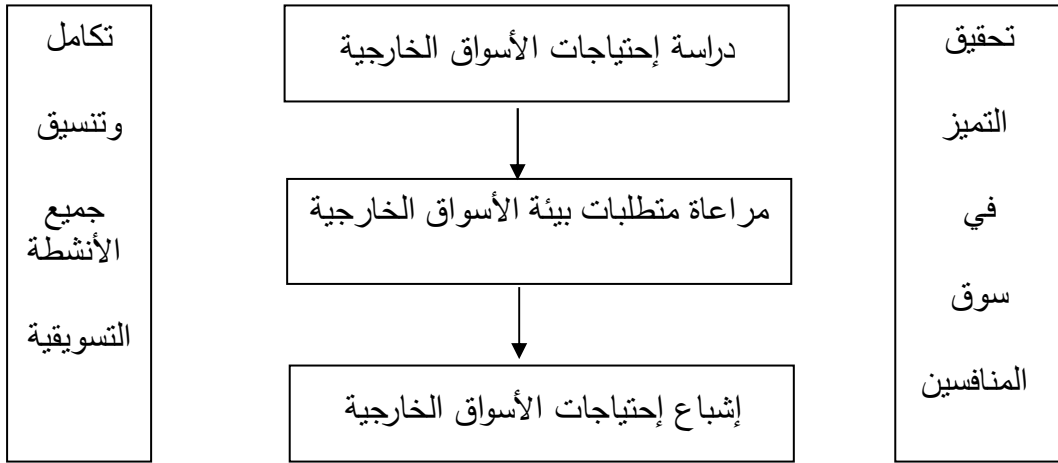 تحقيق
التميز
في
سوق
المنافسين
دراسة إحتياجات الأسواق الخارجية
مراعاة متطلبات بيئة الأسواق الخارجية
إشباع إحتياجات الأسواق الخارجية
تكامل
وتنسيق
جميع
الأنشطة
التسويقية